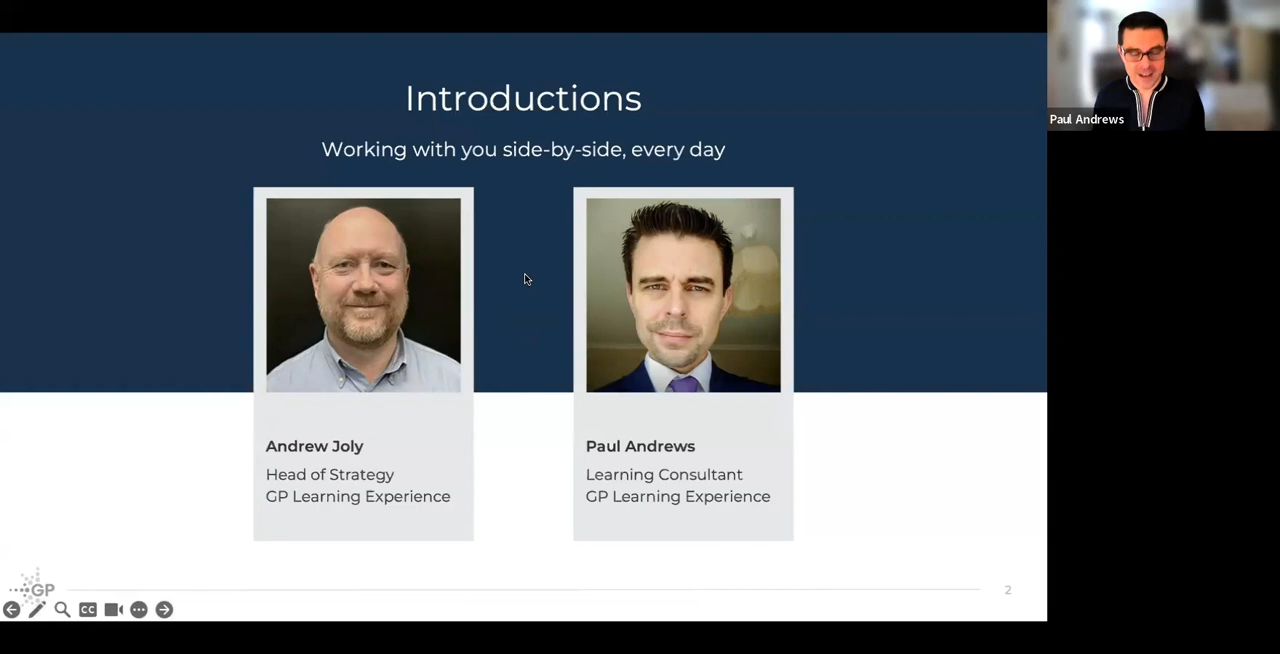 Introductions
Working with you side-by-side, every day
Paul Andrews
Andrew Joly
Head of Strategy
GP Learning Experience
Paul Andrews
Learning Consultant
GP Learning Experience
GP
2
CC